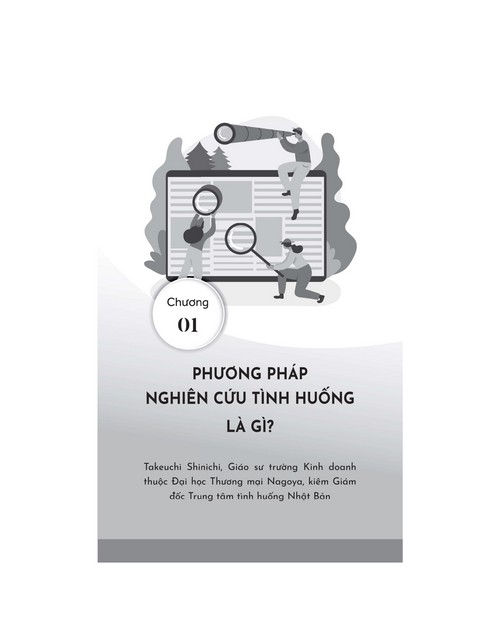 Chương
01
PHƯƠNG PHÁP
NGHIÊN CỨU TÌNH HUỐNG
LÀ GÌ?
Takeuchi Shinichi, Giáo sư trường Kinh doanh
thuộc Đại học Thương mại Nagoya, kiêm Giám
đốc Trung tâm tình huống Nhật Bản